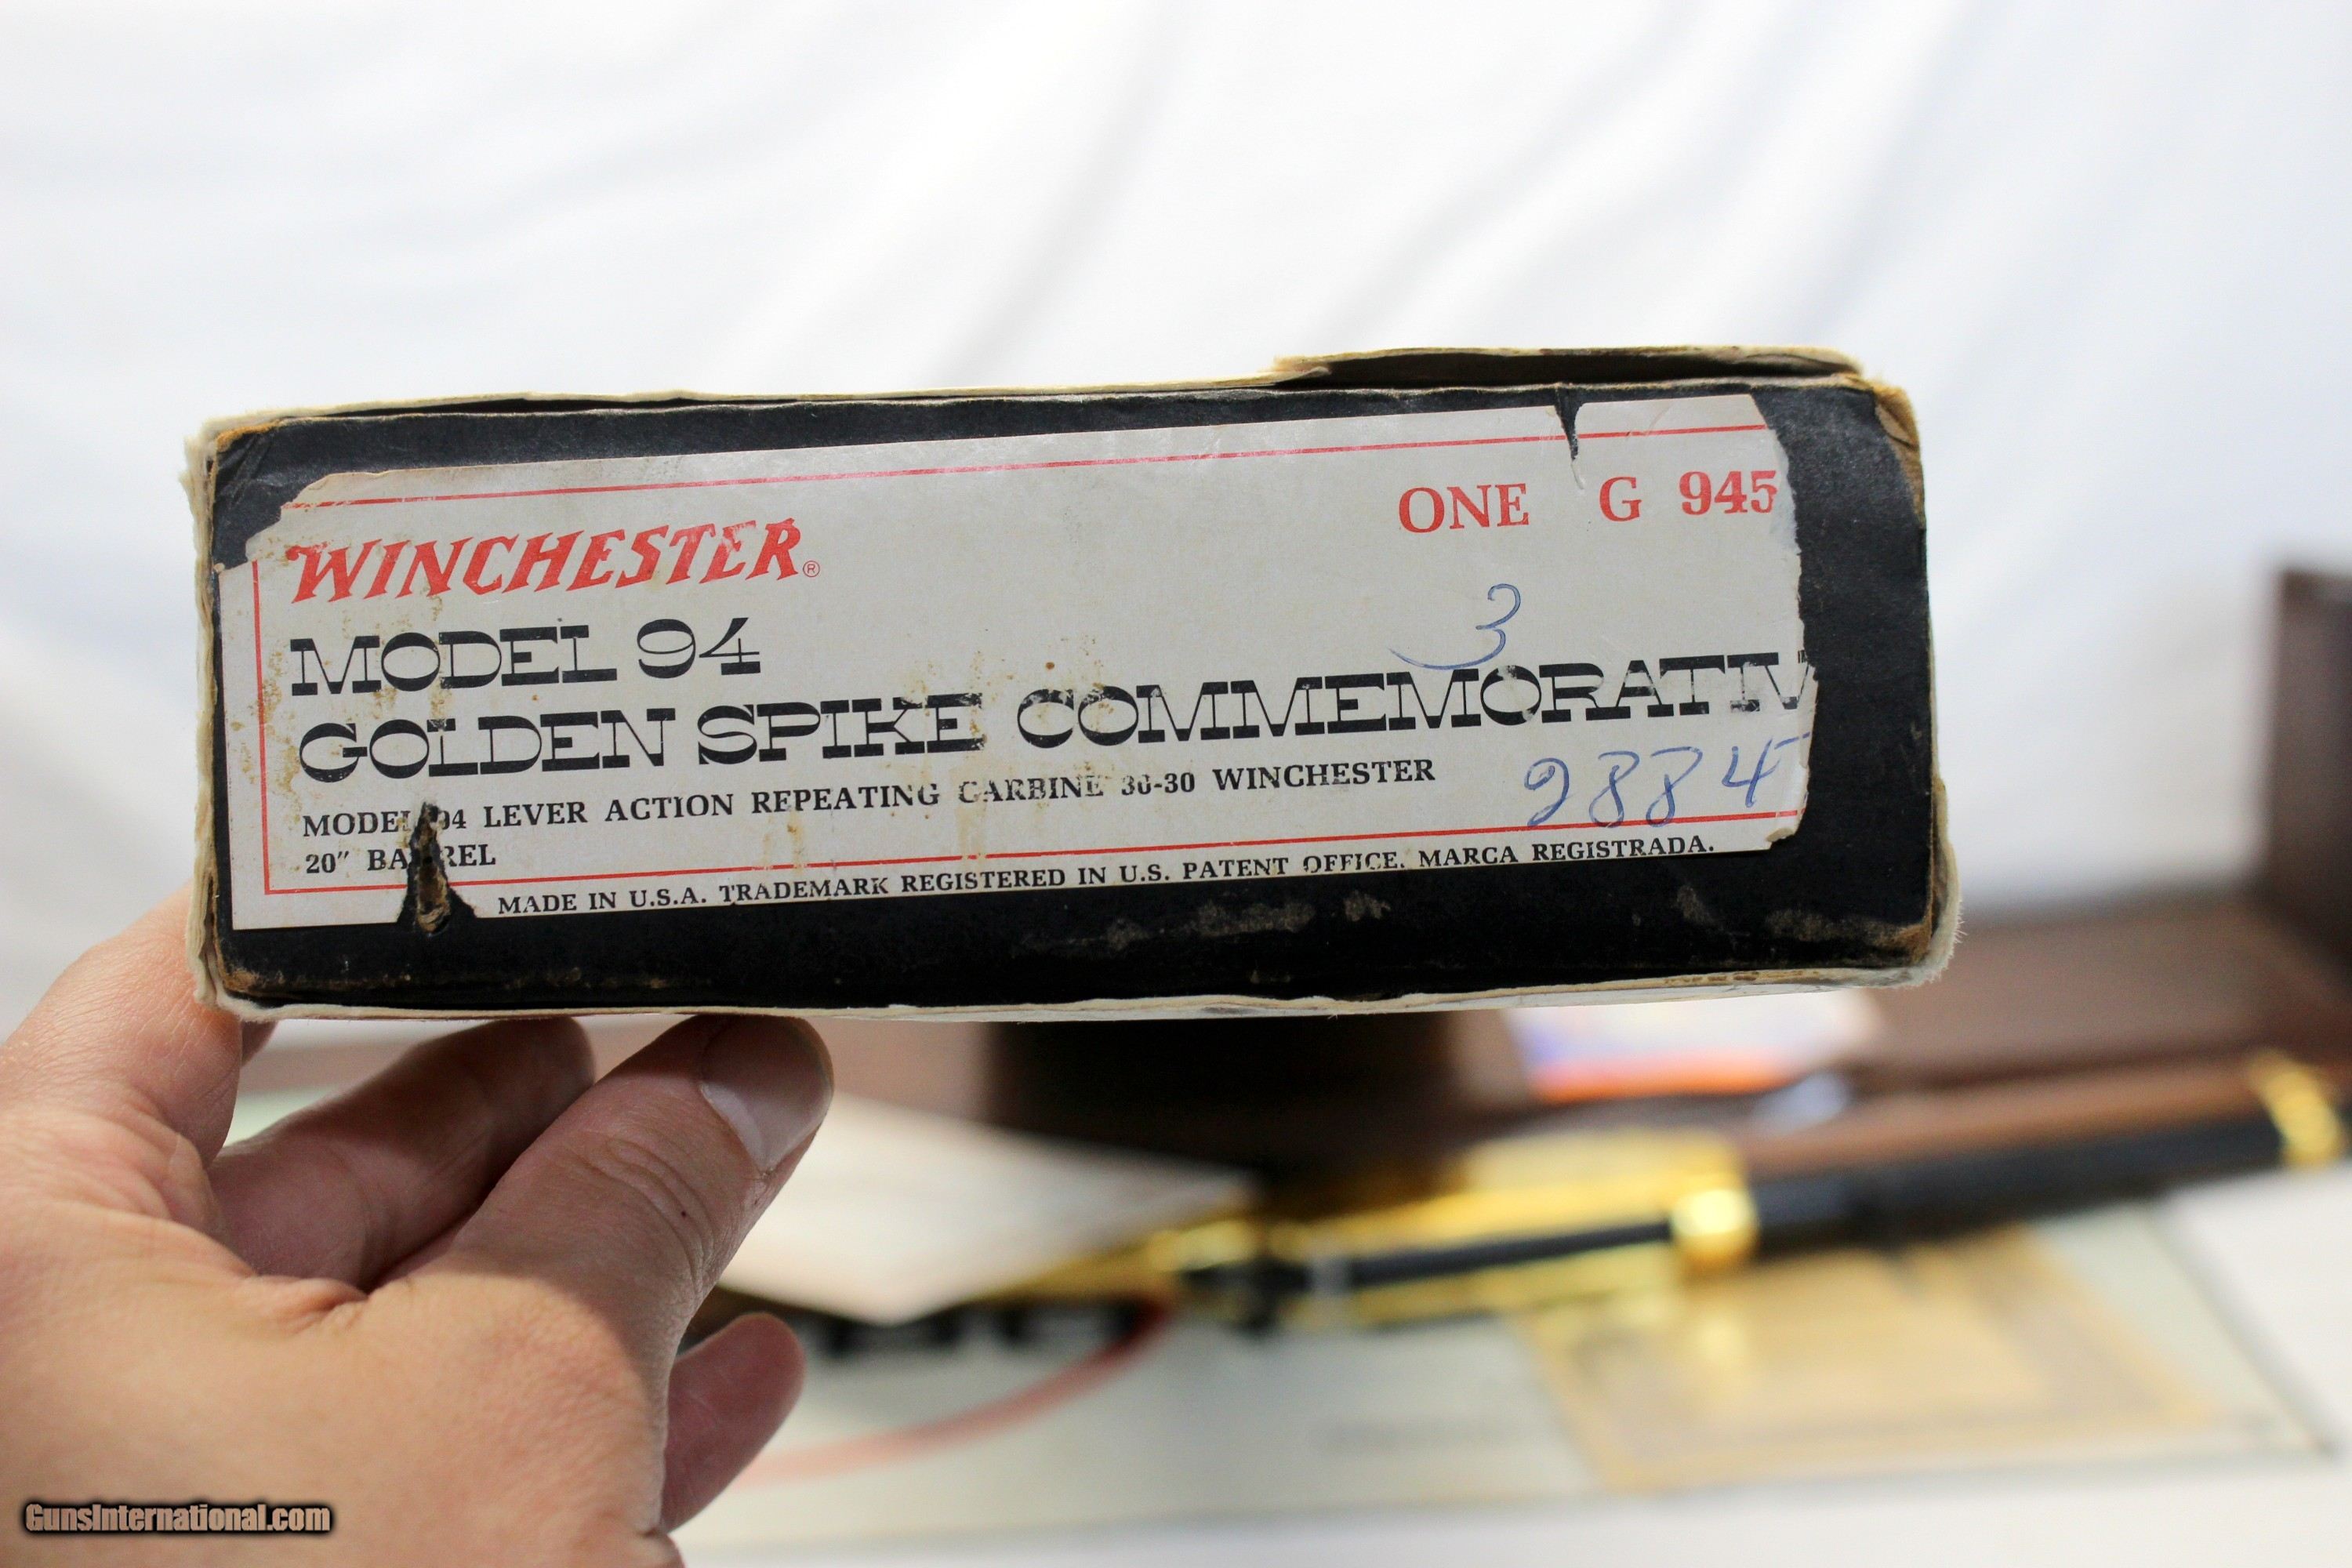 ONE G 945
WINCHESTER®
3
MODEL 94
GOLDEN SPIKE COMMEMORATIV
MODEL 94 LEVER ACTION REPEATING CARBINE 30-30 WINCHESTER
9884
20" BARREL
MADE IN U.S.A. TRADEMARK REGISTERED IN U.S. PATENT OFFICE. MARCA REGISTRADA.
GunsInternational.com